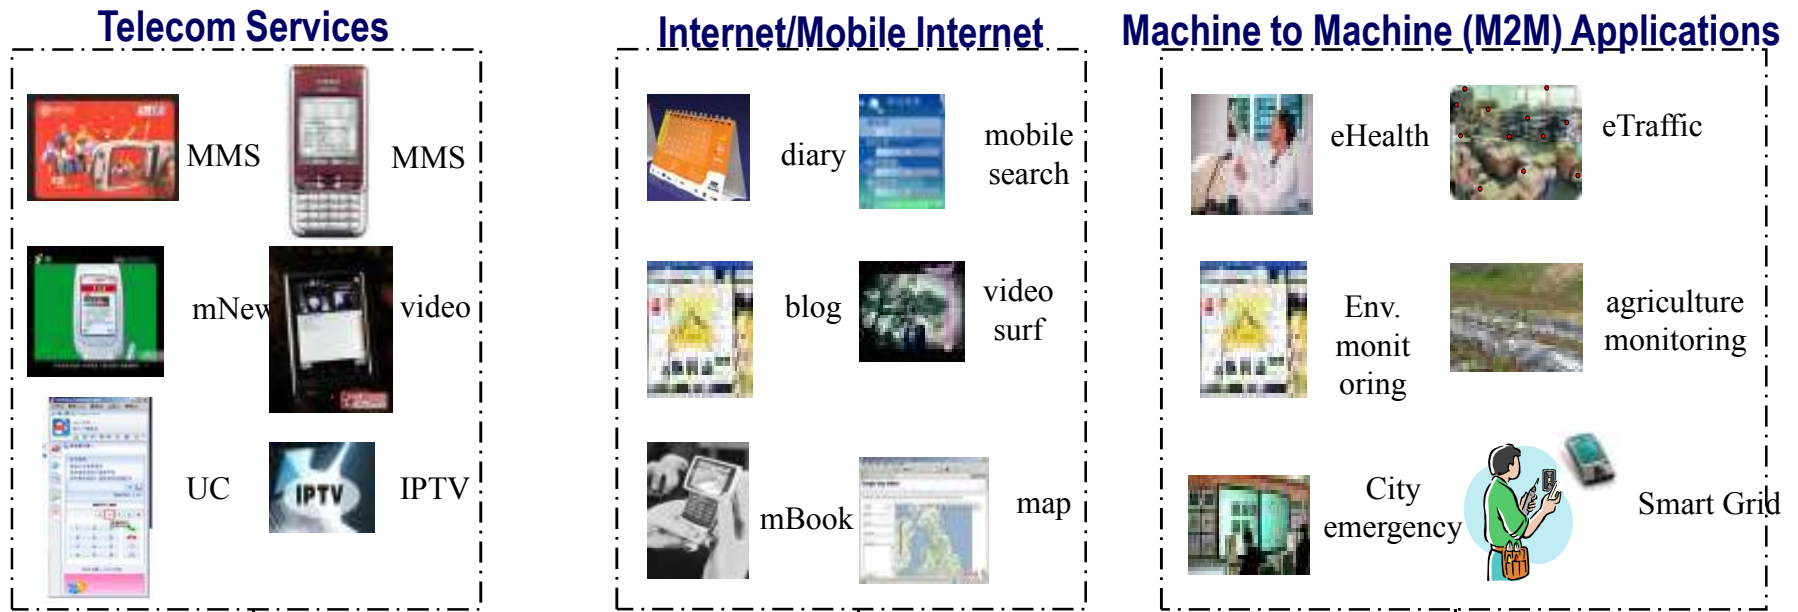 Telecom Services
MMS
MMS
mNew
video
UC
IPTV
IPTV
Internet/Mobile Internet
diary
mobile
search
blog
video
surf
mBook
map
Machine to Machine (M2M) Applications
eHealth
eTraffic
Env.
monit
oring
agriculture
monitoring
City
emergency
Smart Grid